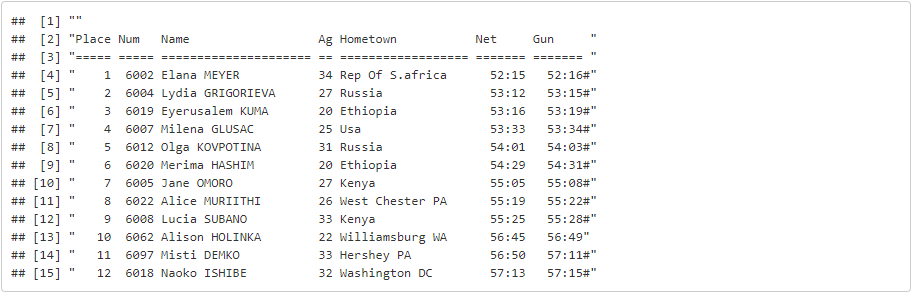 ##  [1] ""
##  [2] "Place Num   Name                   Ag Hometown           Net     Gun     "
##  [3] "===== ===== ====================== == ================== ======= ======= "
##  [4] "    1  6002 Elana MEYER            34 Rep Of S.africa      52:15   52:16#"
##  [5] "    2  6004 Lydia GRIGORIEVA       27 Russia               53:12   53:15#"
##  [6] "    3  6019 Eyerusalem KUMA        20 Ethiopia             53:16   53:19#"
##  [7] "    4  6007 Milena GLUSAC          25 Usa                  53:33   53:34#"
##  [8] "    5  6012 Olga KOVPOTINA         31 Russia               54:01   54:03#"
##  [9] "    6  6020 Merima HASHIM          20 Ethiopia             54:29   54:31#"
## [10] "    7  6005 Jane OMORO             27 Kenya                55:05   55:08#"
## [11] "    8  6022 Alice MURIITHI         26 West Chester PA      55:19   55:22#"
## [12] "    9  6008 Lucia SUBANO           33 Kenya                55:25   55:28#"
## [13] "   10  6062 Alison HOLINKA         22 Williamsburg WA      56:45   56:49"
## [14] "   11  6097 Misti DEMKO            33 Hershey PA           56:50   57:11#"
## [15] "   12  6018 Naoko ISHIBE           32 Washington DC        57:13   57:15#"